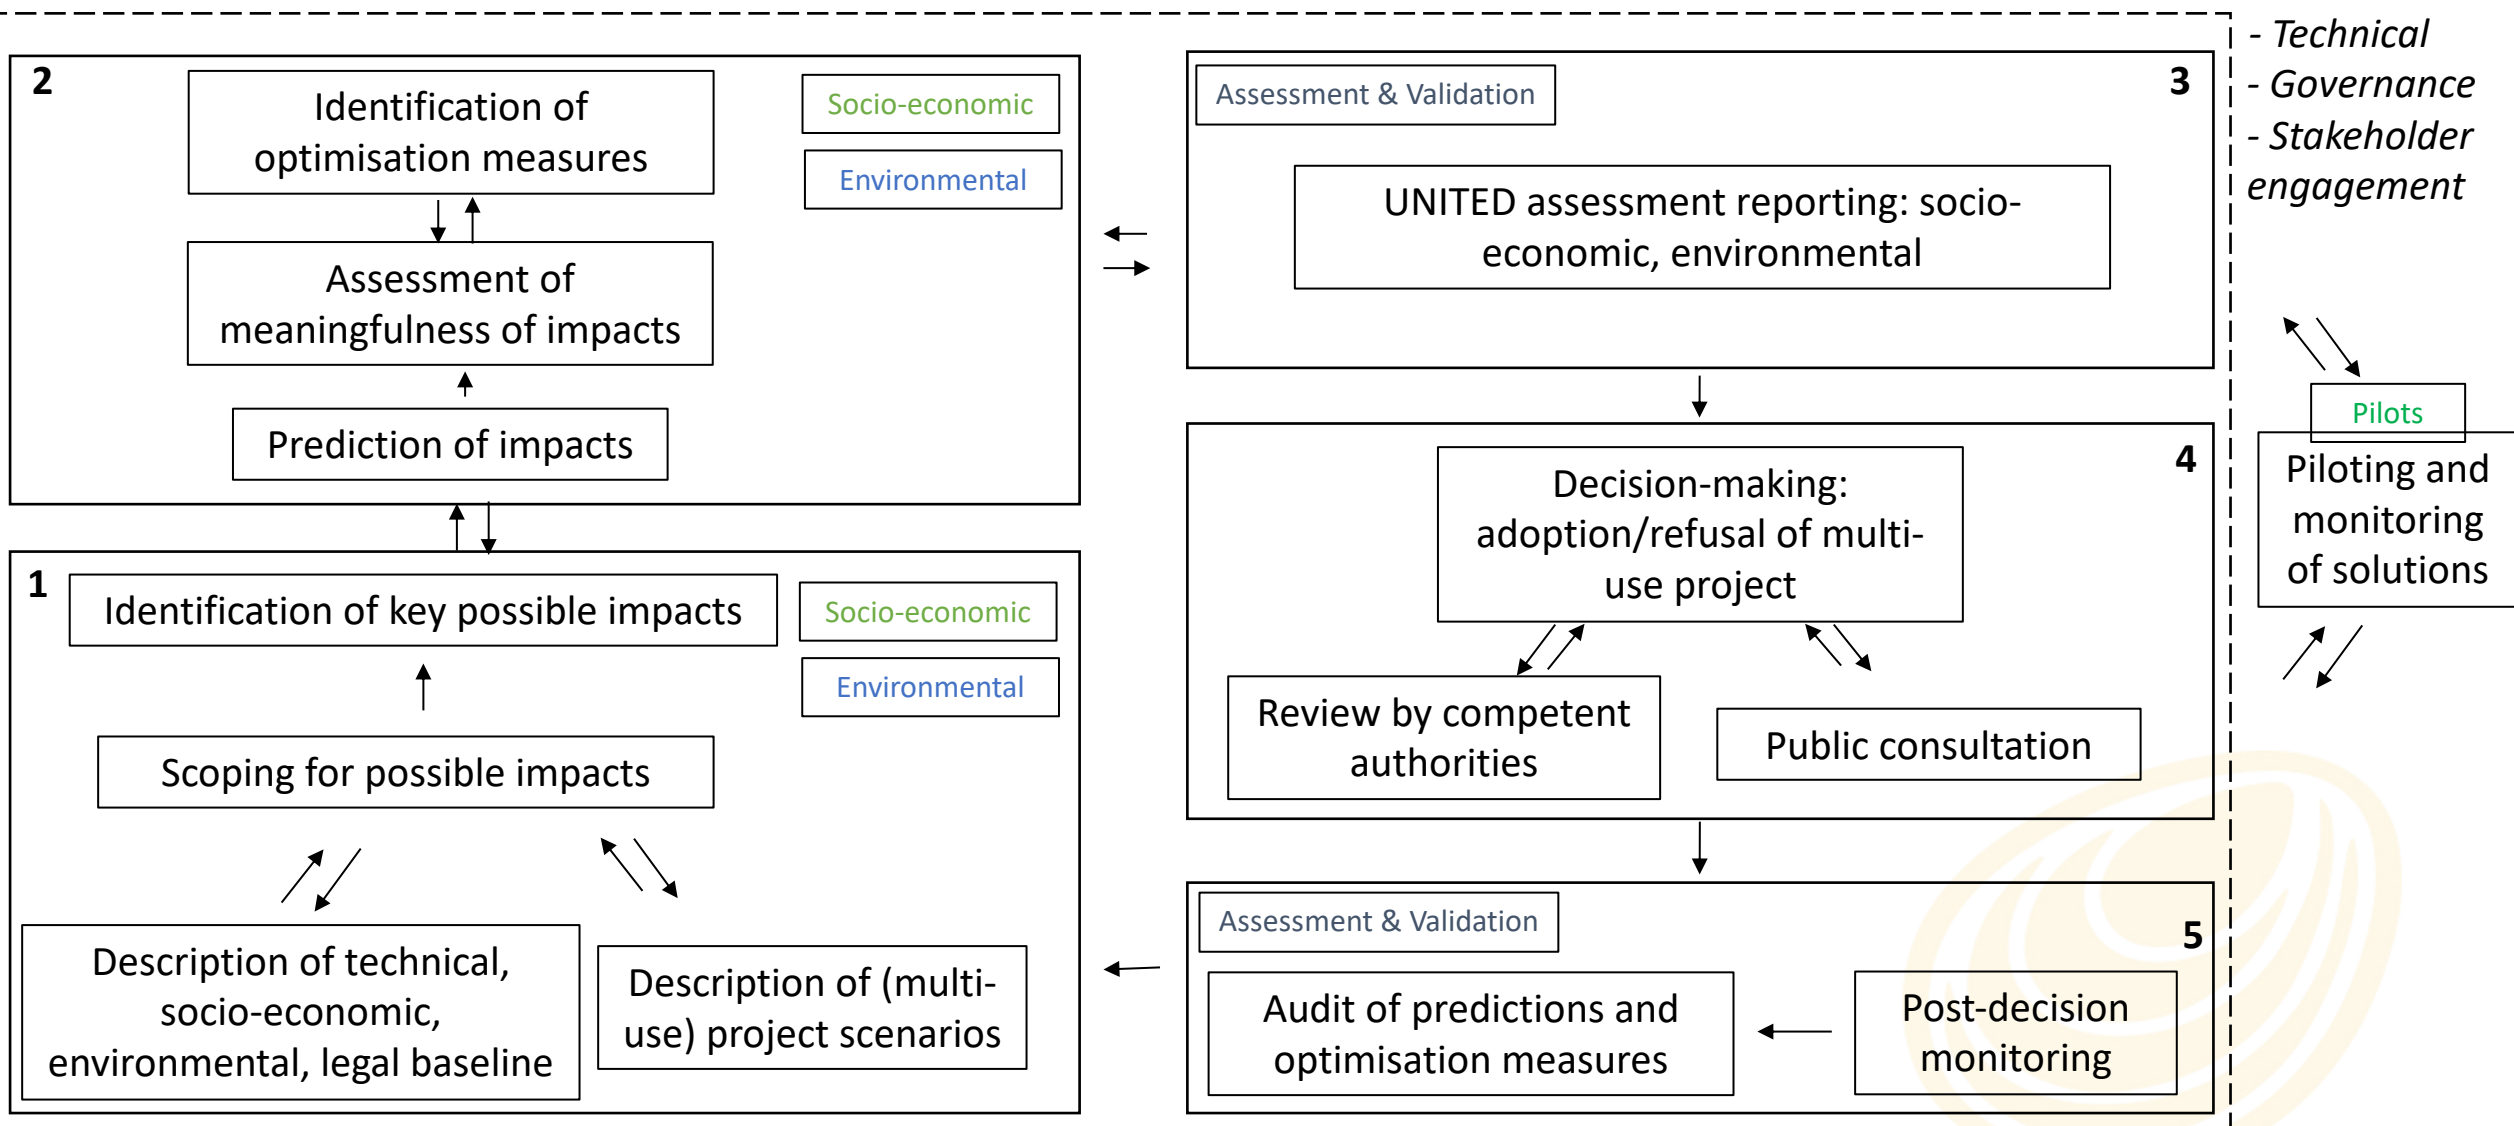 2
Identification of
optimisation measures
Socio-economic
Environmental
Assessment of
meaningfulness of impacts
Prediction of impacts
1
Identification of key possible impacts
Socio-economic
Environmental
Scoping for possible impacts
Description of technical,
socio-economic,
environmental, legal baseline
Description of (multi-
use) project scenarios
3
Assessment & Validation
UNITED assessment reporting: socio-
economic, environmental
4
Decision-making:
adoption/refusal of multi-
use project
Review by competent
authorities
Public consultation
5
Assessment & Validation
Audit of predictions and
optimisation measures
Post-decision
monitoring
- Technical
- Governance
- Stakeholder
engagement
Pilots
Piloting and
monitoring
of solutions